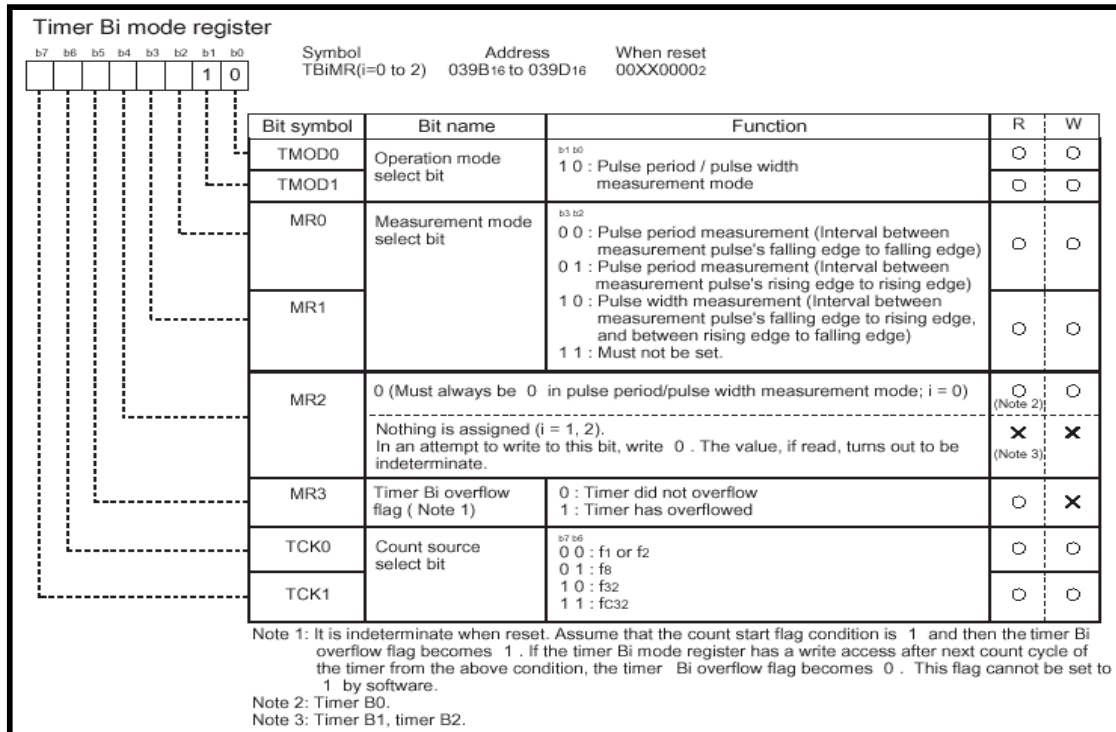 Timer Bi mode register
b7 b6 b5 b4 b3 b2 b1 b0
1 0
Symbol Address When reset
TBiMR(i=0 to 2) 039B16 to 039D16 00XX00002
Bit symbol Bit name Function R W
TMOD0
TMOD1
Operation mode
select bit
b1 b0
1 0 : Pulse period / pulse width
measurement mode
MR0
MR1
Measurement mode
select bit
b3 b2
0 0 : Pulse period measurement (Interval between
measurement pulse's falling edge to falling edge)
0 1 : Pulse period measurement (Interval between
measurement pulse's rising edge to rising edge)
1 0 : Pulse width measurement (Interval between
measurement pulse's falling edge to rising edge,
and between rising edge to falling edge)
1 1 : Must not be set.
MR2
0 (Must always be 0 in pulse period/pulse width measurement mode; i = 0)
(Note 2)
Nothing is assigned (i = 1, 2).
In an attempt to write to this bit, write 0 . The value, if read, turns out to be
indeterminate.
(Note 3)
MR3
Timer Bi overflow
flag ( Note 1)
0 : Timer did not overflow
1 : Timer has overflowed
TCK0
TCK1
Count source
select bit
b7 b6
0 0 : f1 or f2
0 1 : f8
1 0 : f32
1 1 : fC32
Note 1: It is indeterminate when reset. Assume that the count start flag condition is 1 and then the timer Bi
overflow flag becomes 1 . If the timer Bi mode register has a write access after next count cycle of
the timer from the above condition, the timer Bi overflow flag becomes 0 . This flag cannot be set to
1 by software.
Note 2: Timer B0.
Note 3: Timer B1, timer B2.